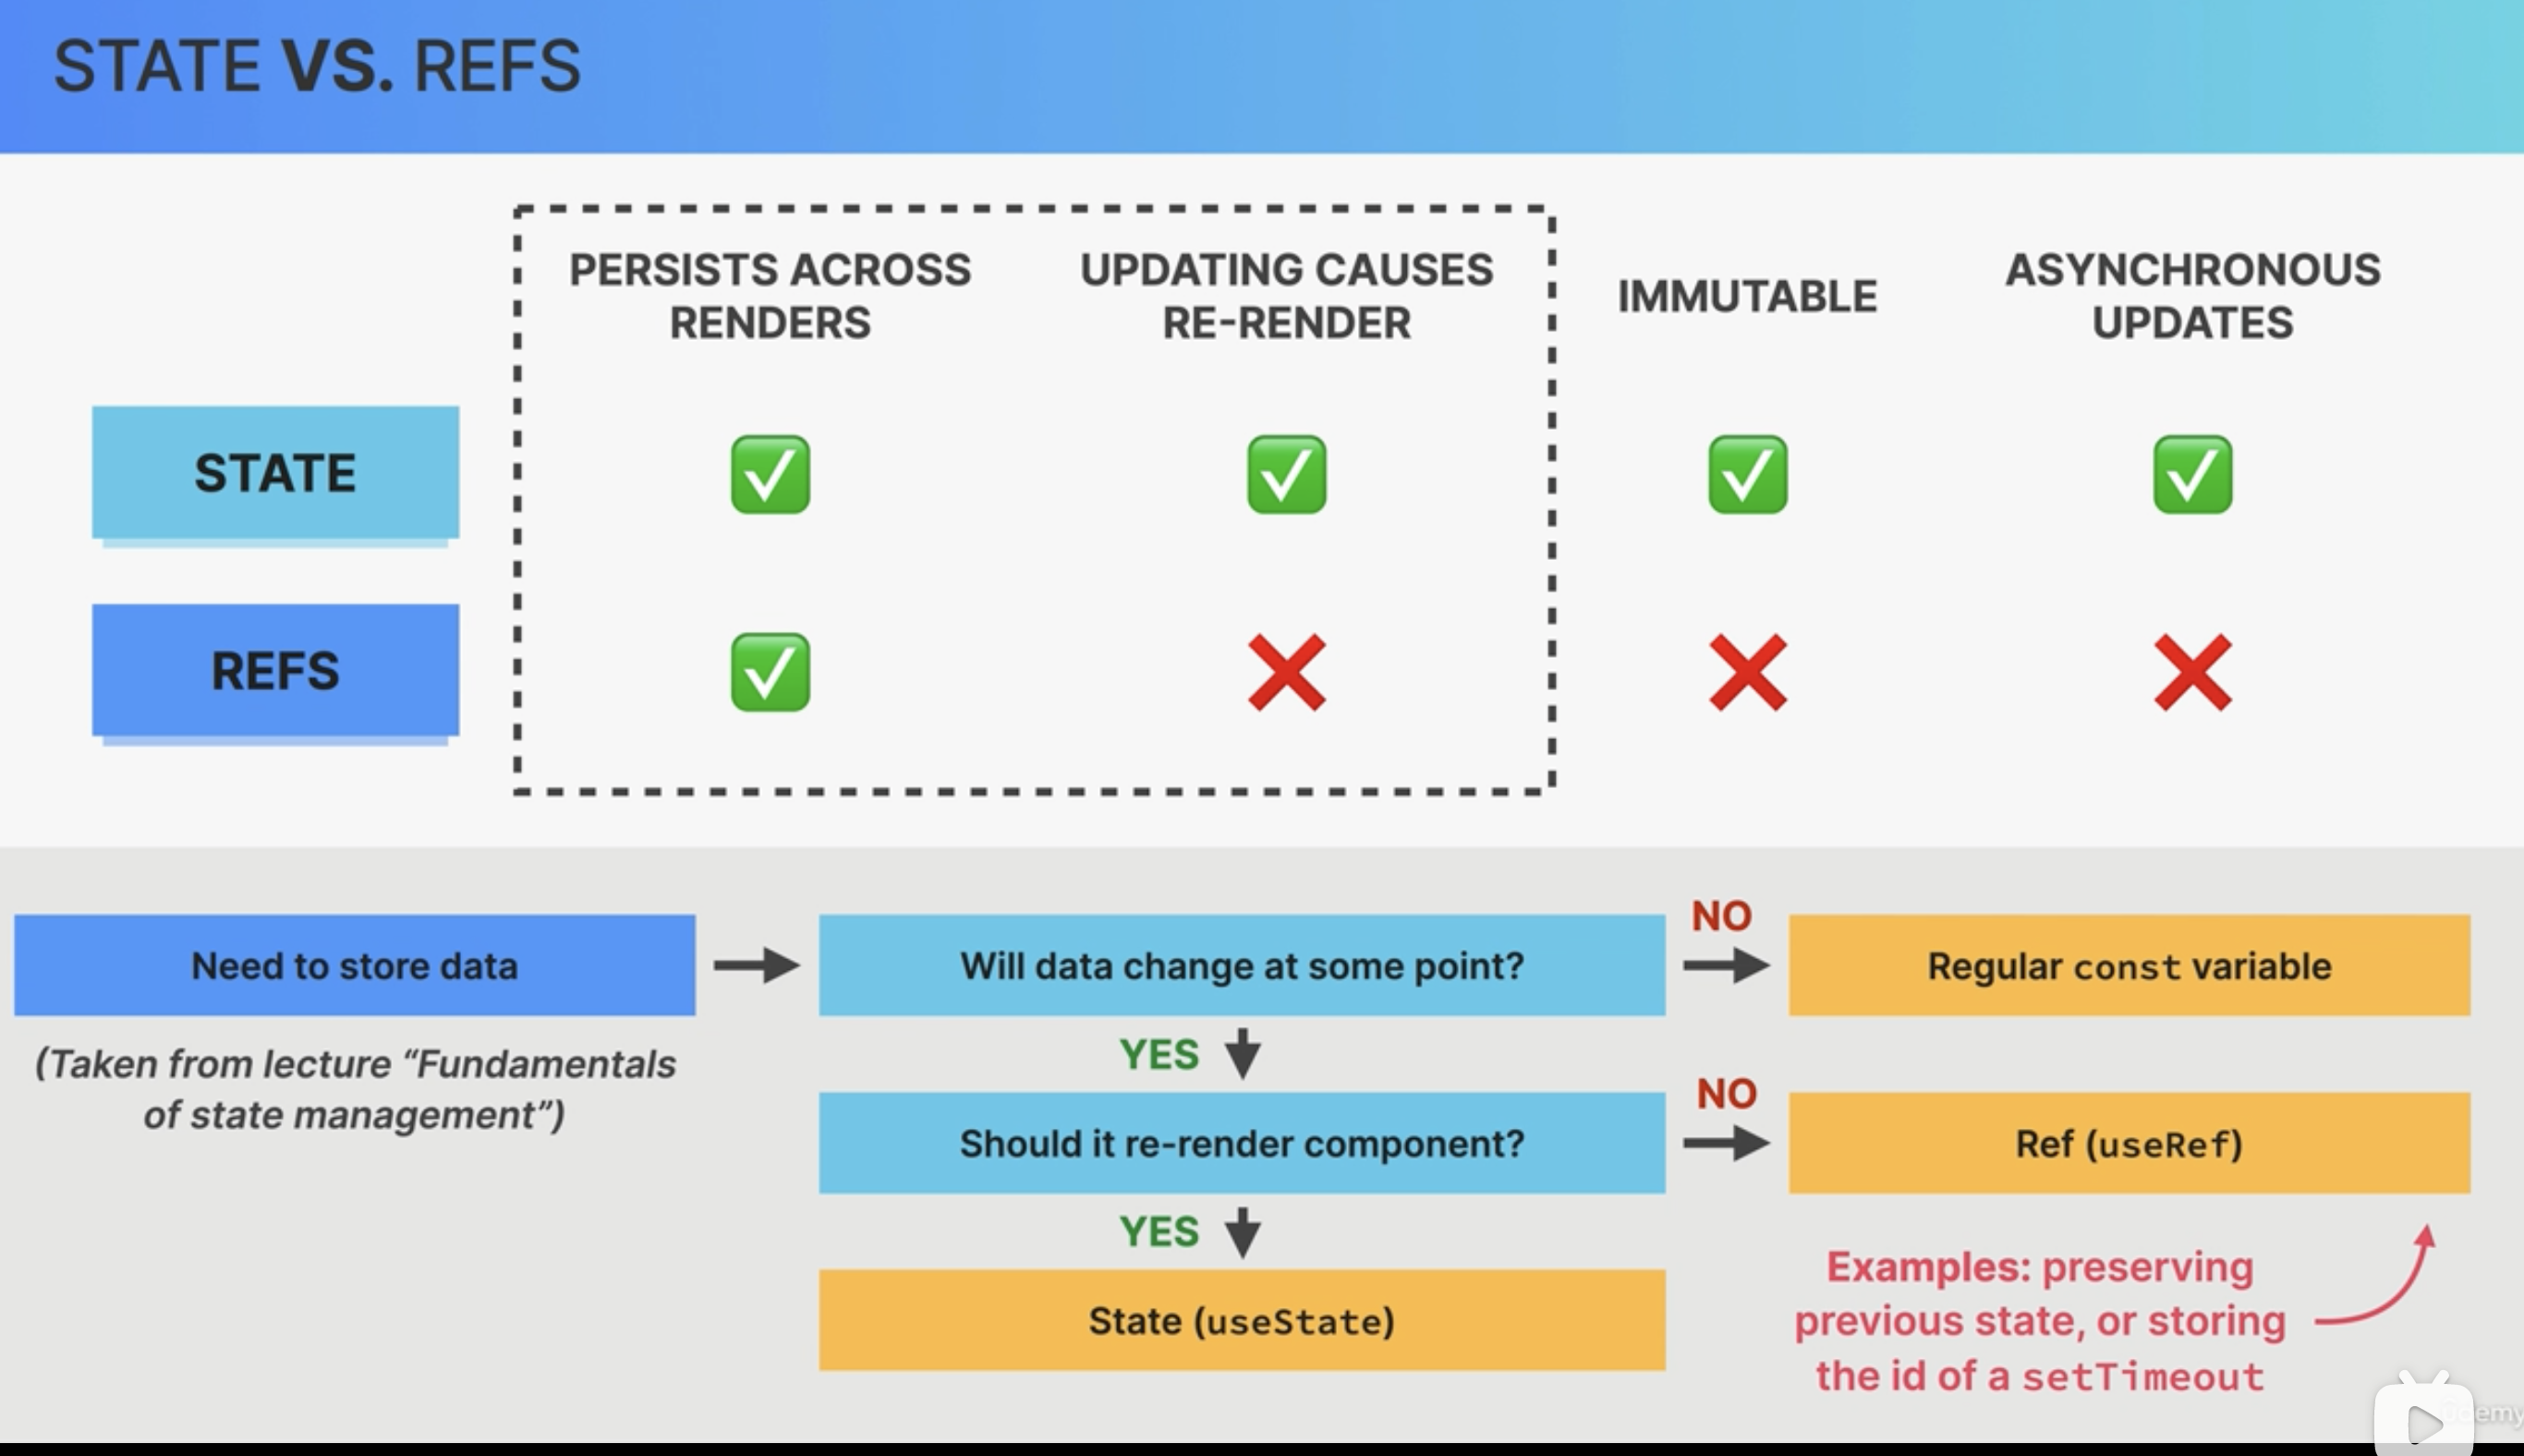 STATE VS. REFS
PERSISTS ACROSS
RENDERS
UPDATING CAUSES
RE-RENDER
IMMUTABLE
ASYNCHRONOUS
UPDATES
STATE
REFS
Need to store data
(Taken from lecture “Fundamentals
of state management”)
Will data change at some point?
NO
Regular const variable
YES
Should it re-render component?
NO
Ref (useRef)
YES
State (useState)
Examples: preserving
previous state, or storing
the id of a setTimeout
udemy